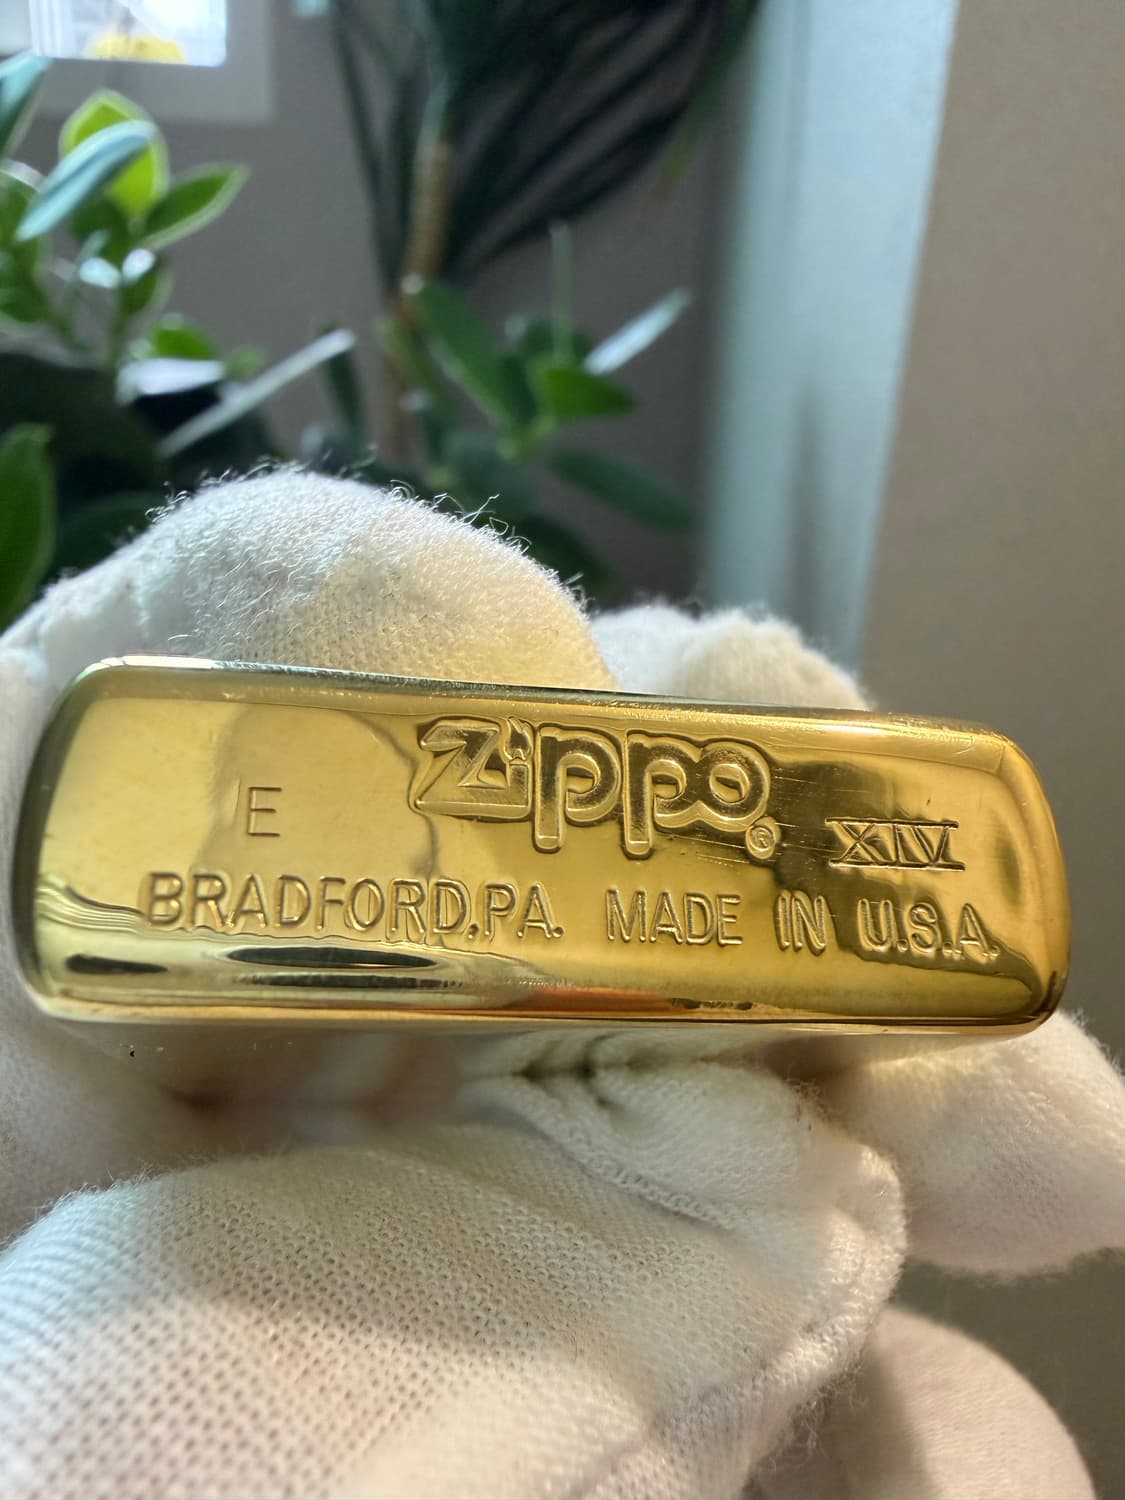 E zippo® XIV
BRADFORD,PA. MADE IN U.S.A.